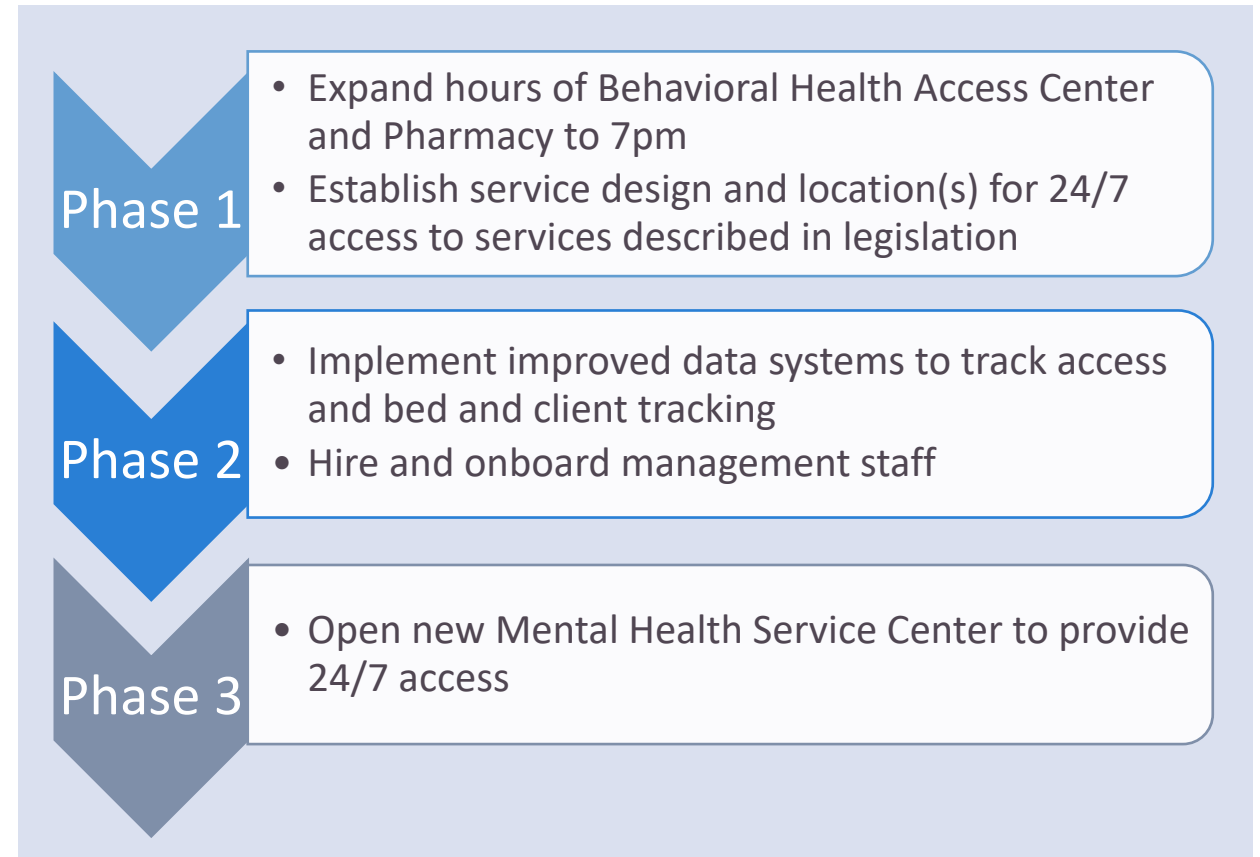 Phase 1
• Expand hours of Behavioral Health Access Center
and Pharmacy to 7pm
• Establish service design and location(s) for 24/7
access to services described in legislation
Phase 2
• Implement improved data systems to track access
and bed and client tracking
• Hire and onboard management staff
Phase 3
• Open new Mental Health Service Center to provide
24/7 access